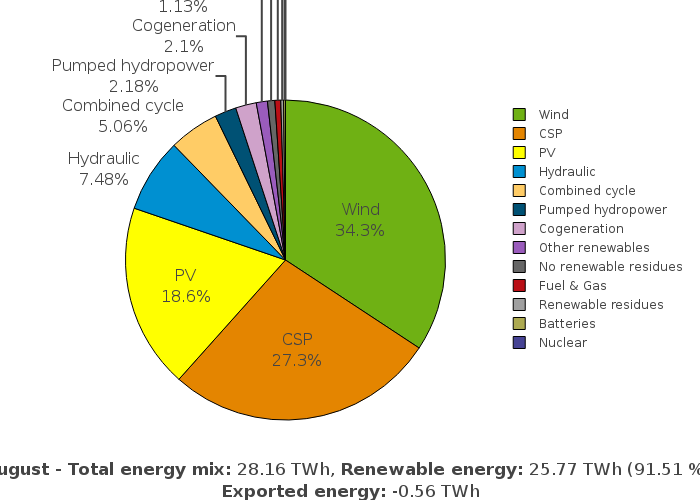 1.13%
Cogeneration
2.1%
Pumped hydropower
2.18%
Combined cycle
5.06%
Hydraulic
7.48%
Wind
34.3%
PV
18.6%
CSP
27.3%
Wind
CSP
PV
Hydraulic
Combined cycle
Pumped hydropower
Cogeneration
Other renewables
No renewable residues
Fuel & Gas
Renewable residues
Batteries
Nuclear
ugust - Total energy mix: 28.16 TWh, Renewable energy: 25.77 TWh (91.51 %
Exported energy: -0.56 TWh